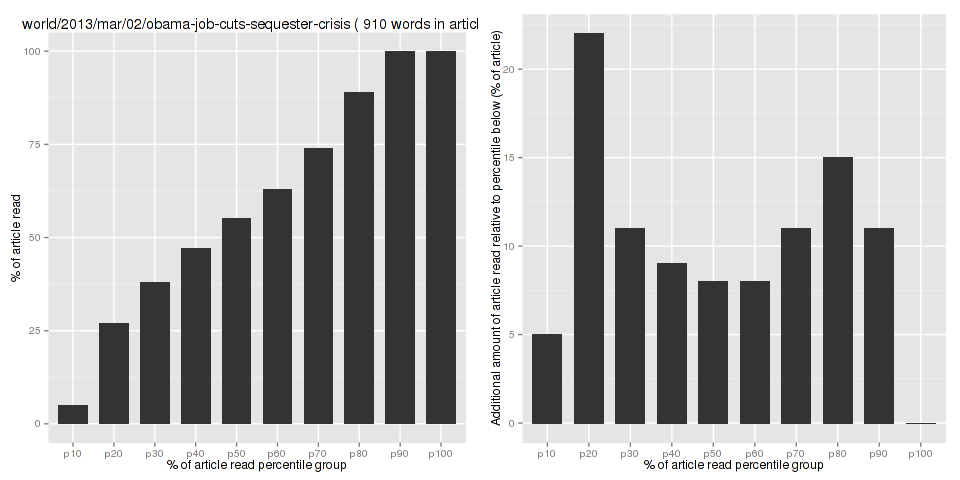 world/2013/mar/02/obama-job-cuts-sequester-crisis ( 910 words in articl
% of article read
100
75
50
25
0
p10 p20 p30 p40 p50 p60 p70 p80 p90 p100
% of article read percentile group
Additional amount of article read relative to percentile below (% of article)
20
15
10
5
0
p10 p20 p30 p40 p50 p60 p70 p80 p90 p100
% of article read percentile group